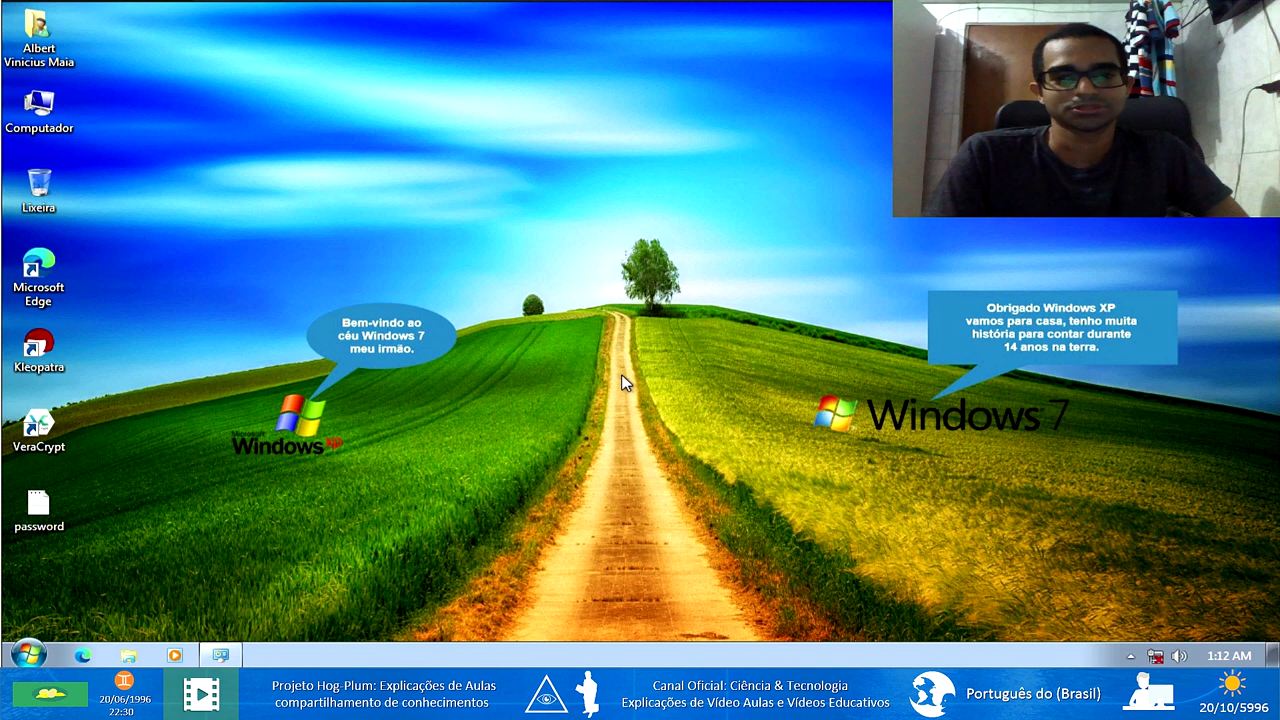 Albert
Vinicius Maia
Computador
Lixeira
Microsoft
Edge
Kleopatra
VeraCrypt
password
Bem-vindo ao
céu Windows 7
meu irmão.
Microsoft
Windows xp
Obrigado Windows XP
vamos para casa, tenho muita
história para contar durante
14 anos na terra.
Windows 7
1:12 AM
20/06/1996
22:30
Projeto Hog-Plum: Explicações de Aulas
compartilhamento de conhecimentos
Canal Oficial: Ciência & Tecnologia
Explicações de Vídeo Aulas e Vídeos Educativos
Português do (Brasil)
20/10/5996